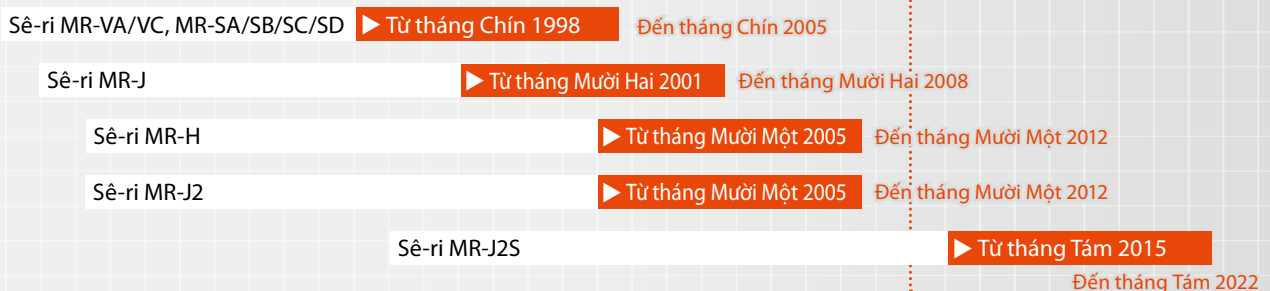 Sê-ri MR-VA/VC, MR-SA/SB/SC/SD ▶ Từ tháng Chín 1998 Đến tháng Chín 2005
Sê-ri MR-J ▶ Từ tháng Mười Hai 2001 Đến tháng Mười Hai 2008
Sê-ri MR-H ▶ Từ tháng Mười Một 2005 Đến tháng Mười Một 2012
Sê-ri MR-J2 ▶ Từ tháng Mười Một 2005 Đến tháng Mười Một 2012
Sê-ri MR-J2S ▶ Từ tháng Tám 2015
Đến tháng Tám 2022